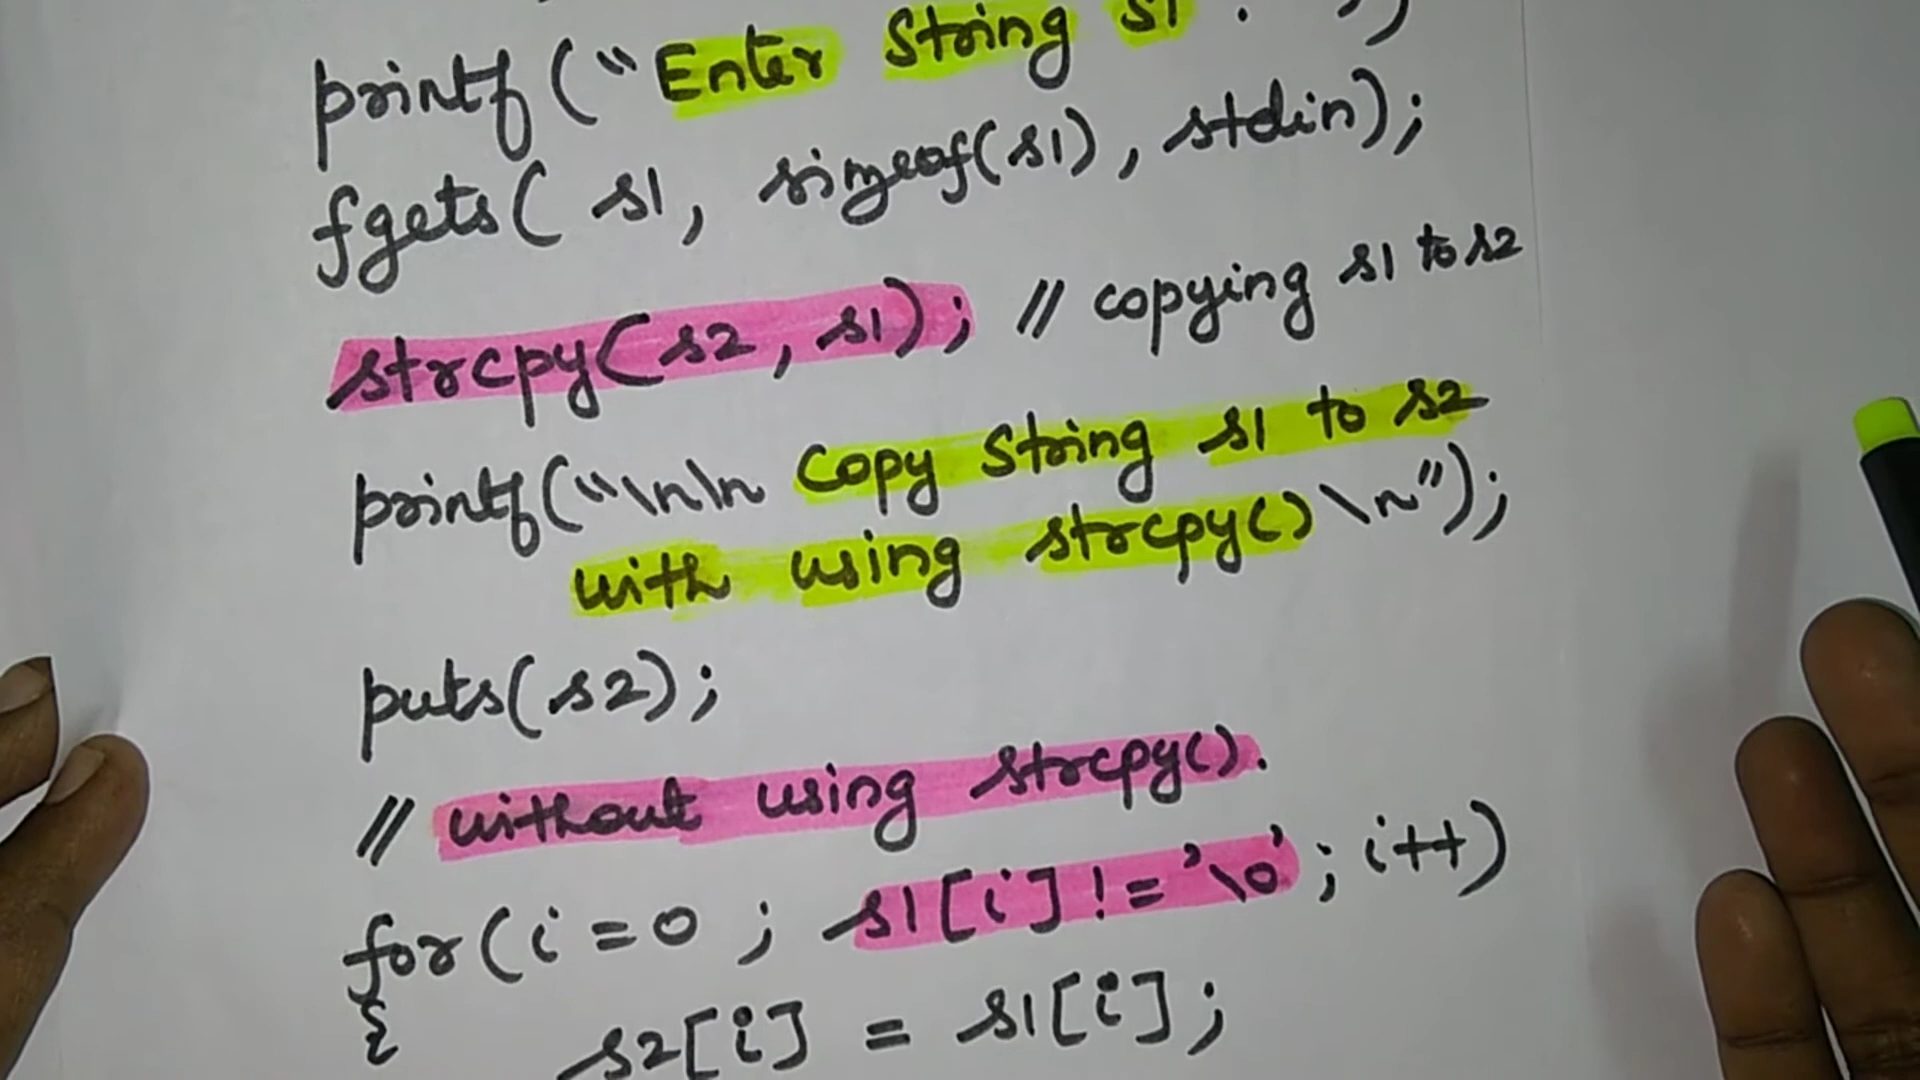 printf("Enter String s1 : ")
fgets( s1, sizeof(s1), stdin);
strcpy( s2, s1); // copying s1 to s2
printf("\n\n Copy String s1 to s2
with using strcpy() \n");
puts(s2);
// without using strcpy().
for(i=0 ; s1[i]!='\0'; i++)
{ s2[i] = s1[i];